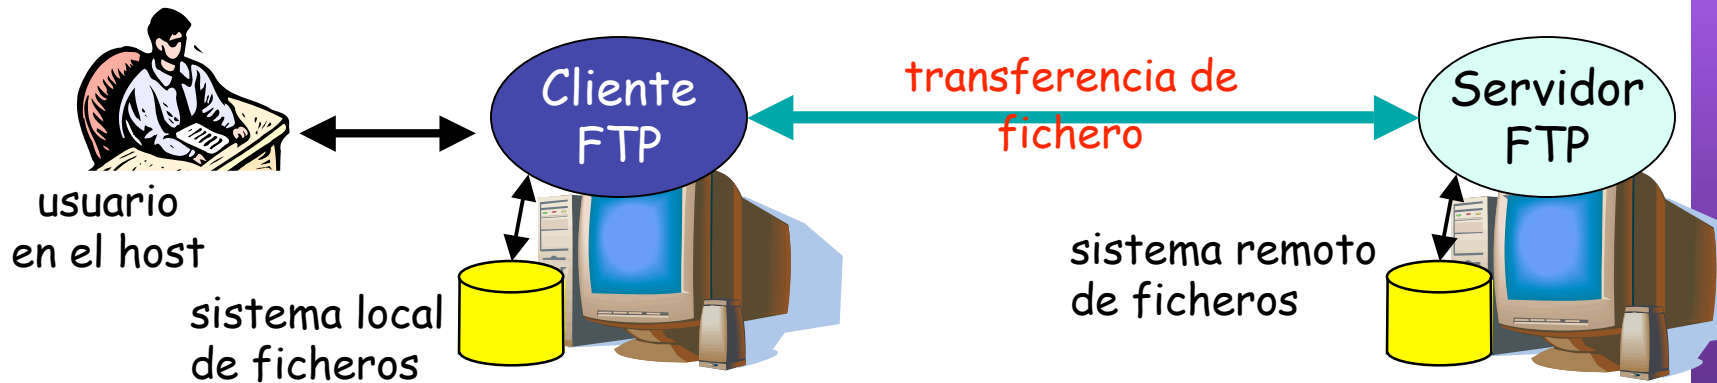 usuario
en el host
Cliente
FTP
sistema local
de ficheros
transferencia de
fichero
Servidor
FTP
sistema remoto
de ficheros